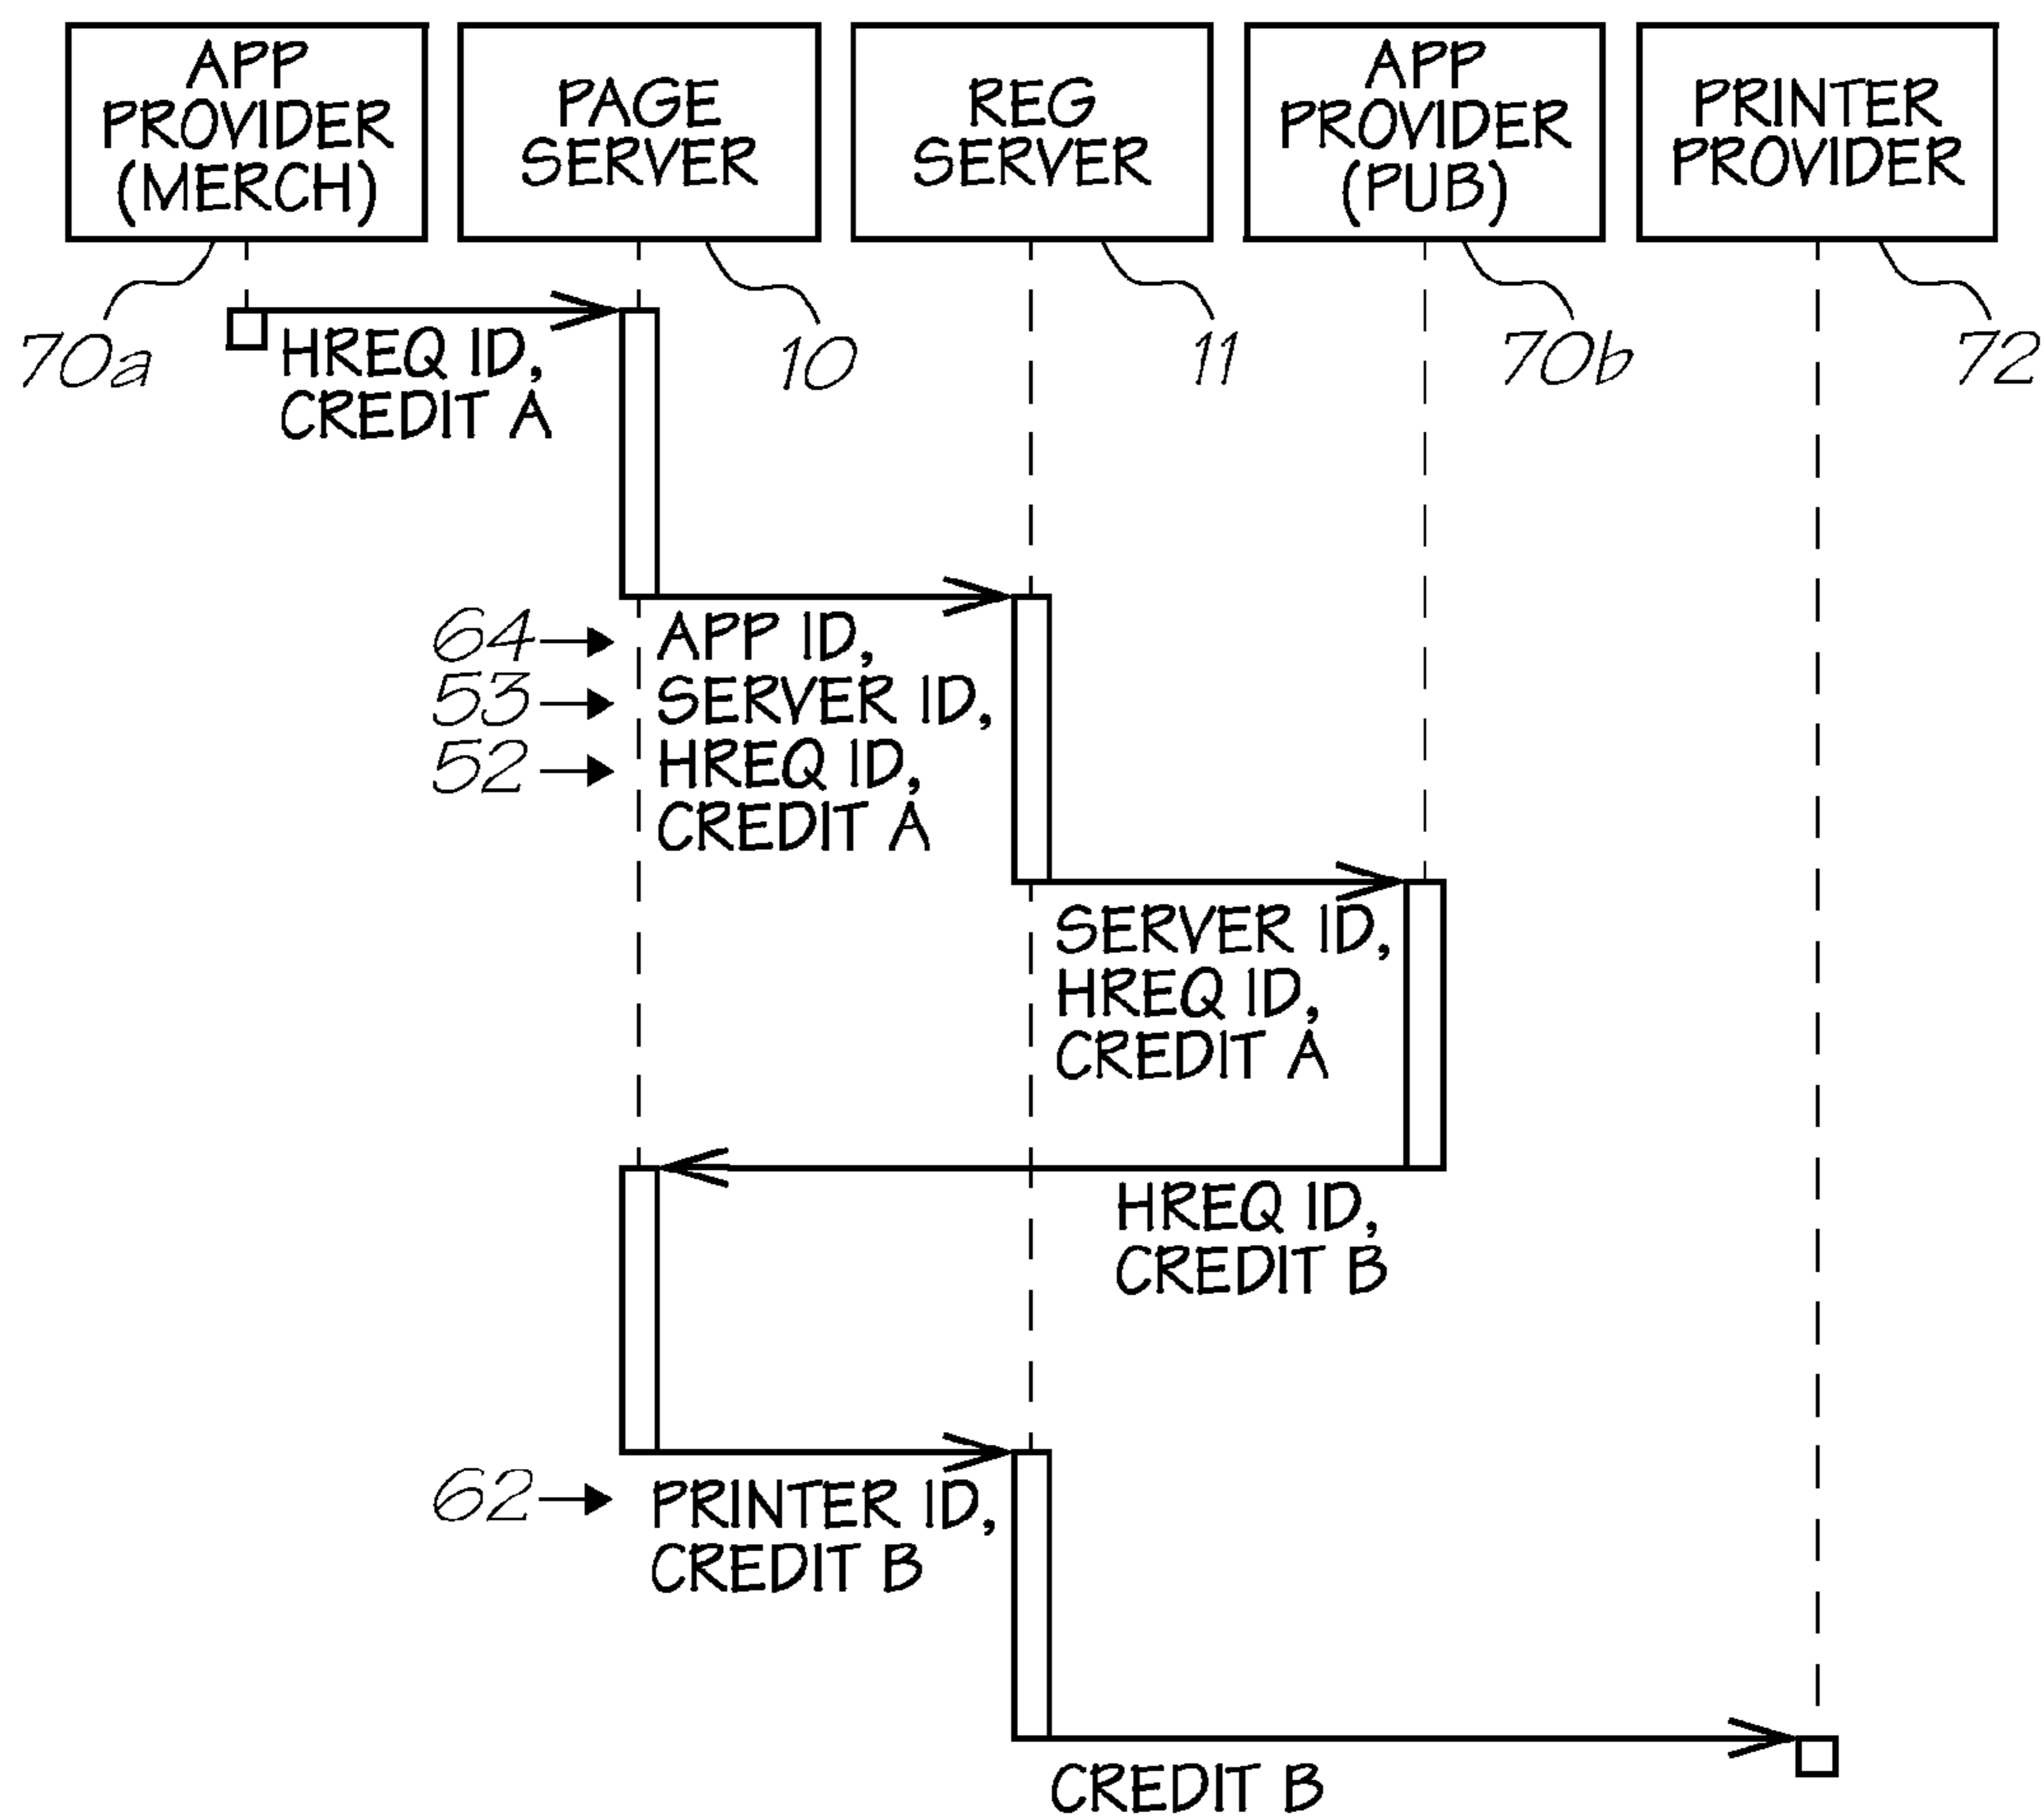 APP
PROVIDER
(MERCH)
PAGE
SERVER
REG
SERVER
APP
PROVIDER
(PUB)
PRINTER
PROVIDER
70a
10
11
70b
72
HREQ ID,
CREDIT A
64
APP ID,
53
SERVER ID,
52
HREQ ID,
CREDIT A
SERVER ID,
HREQ ID,
CREDIT A
HREQ ID,
CREDIT B
62
PRINTER ID,
CREDIT B
CREDIT B